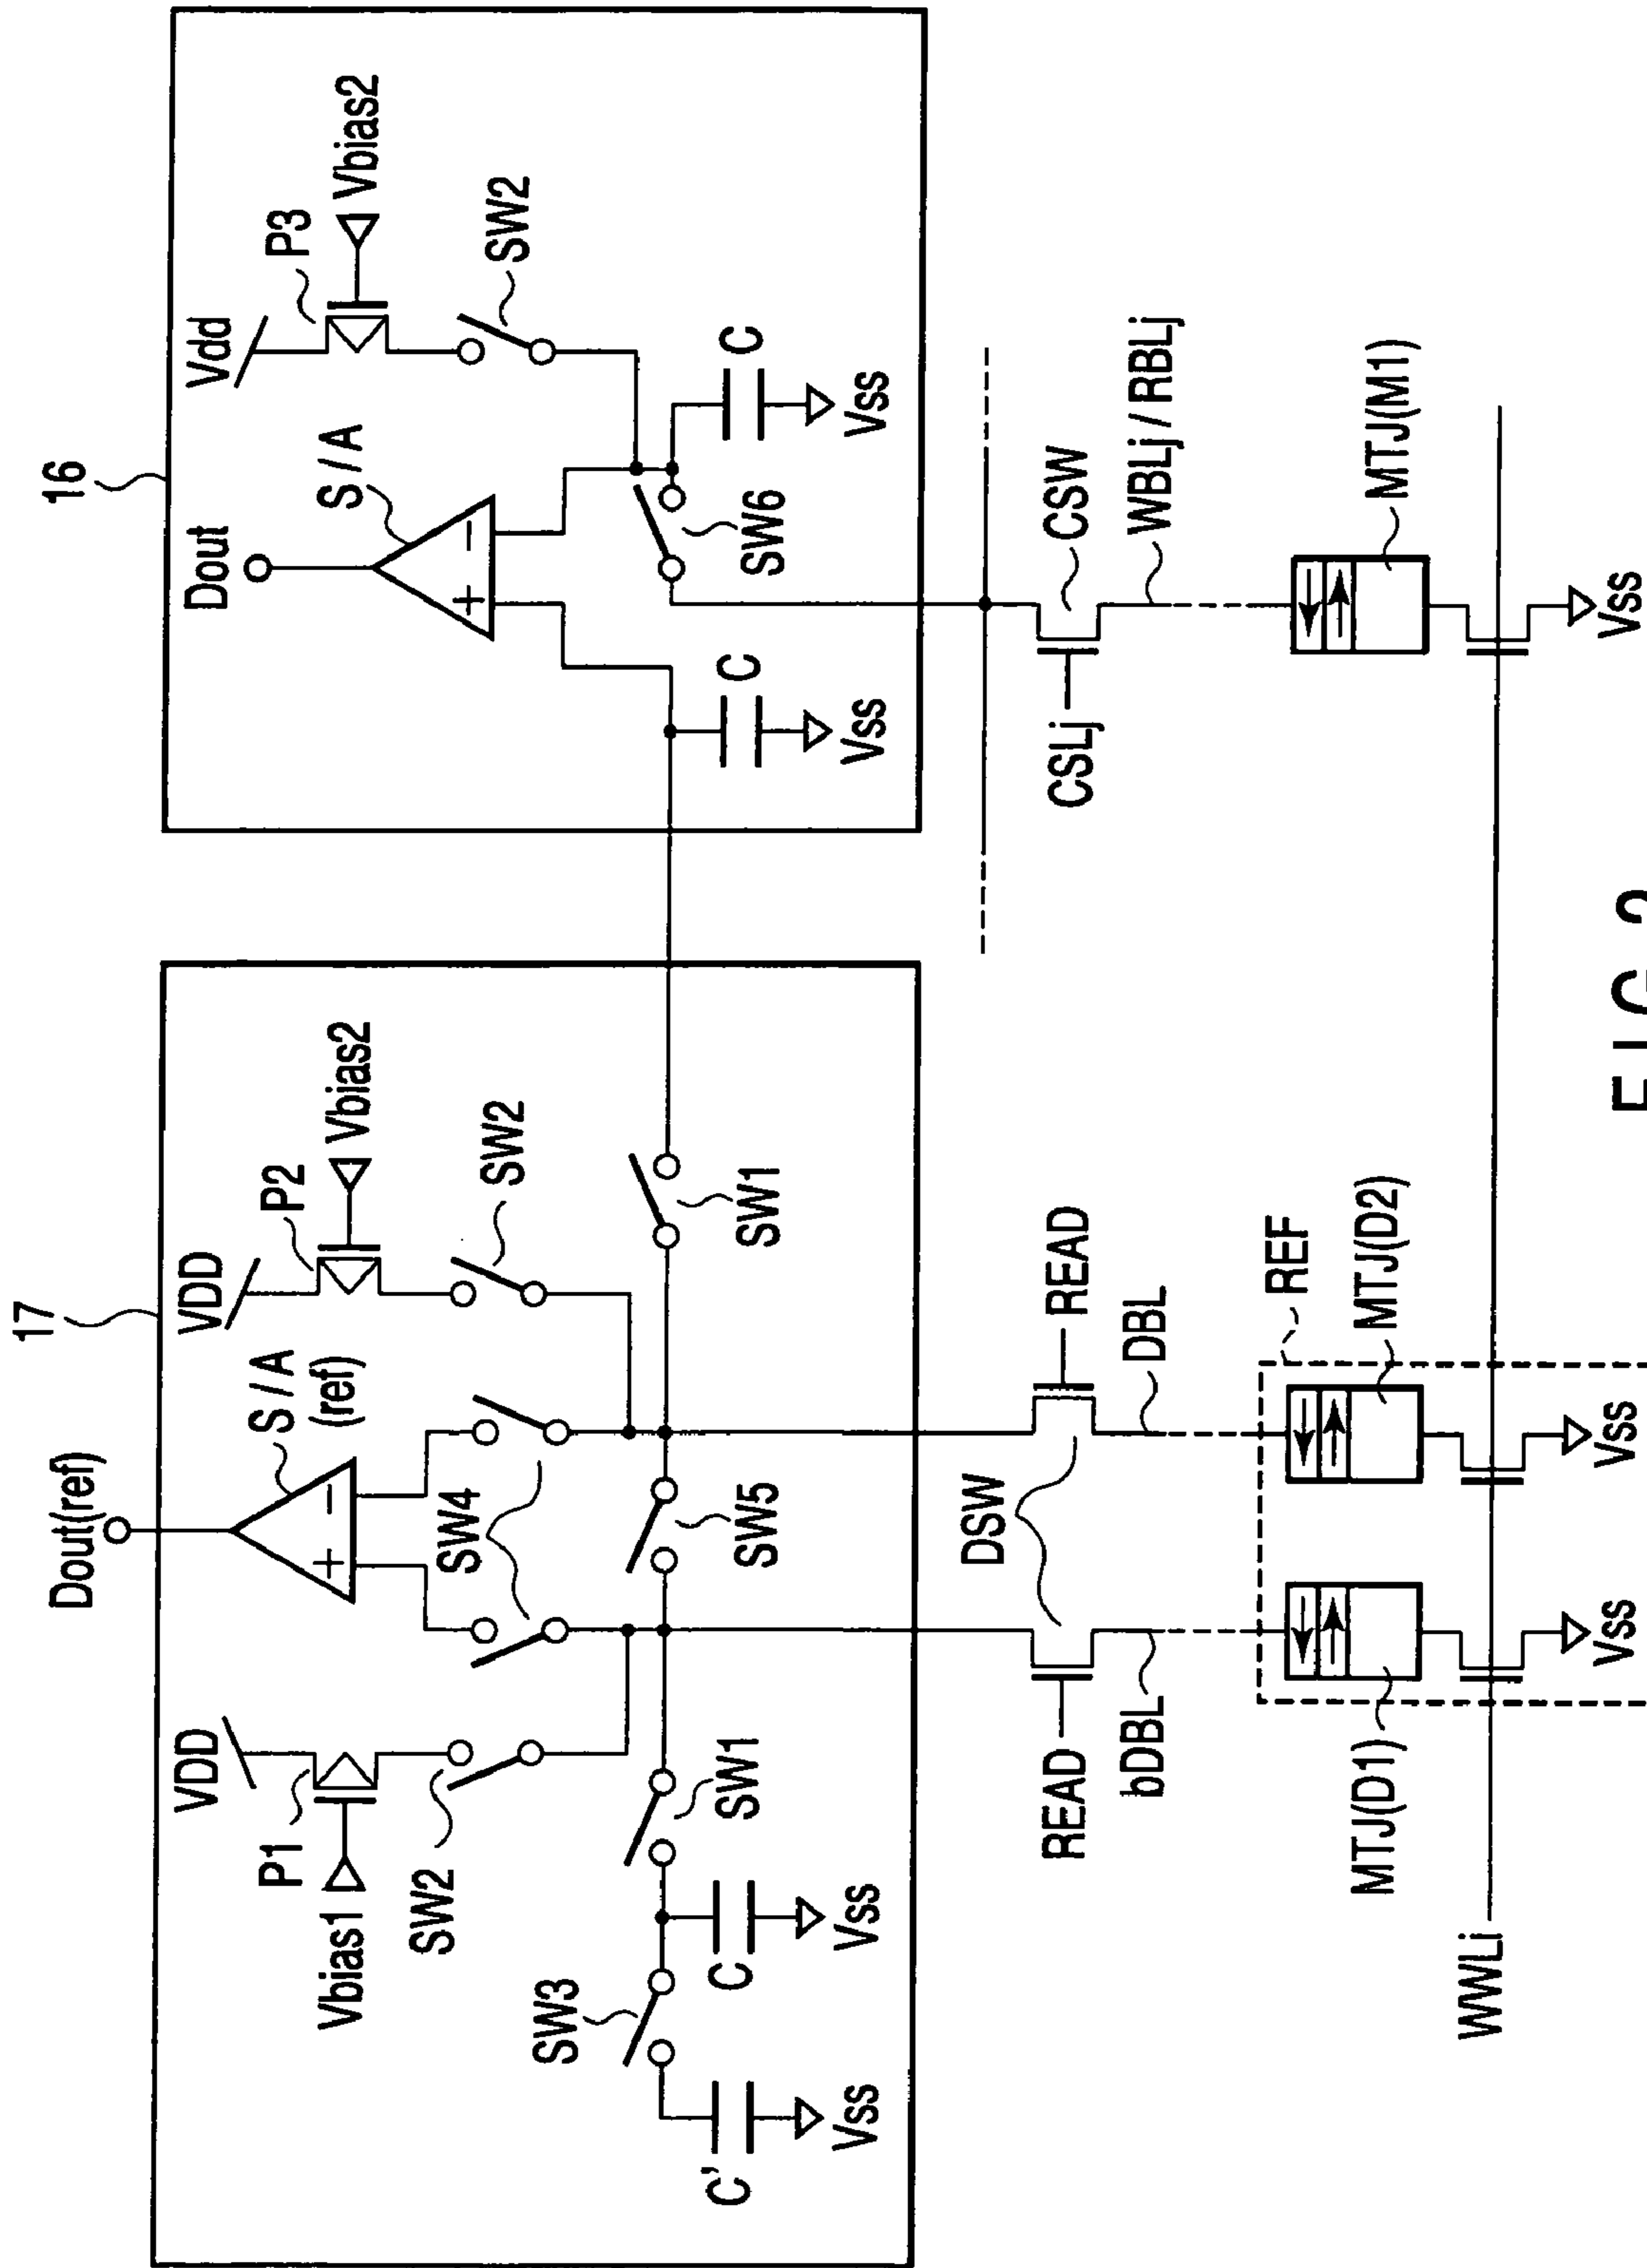 17
16
Dout(ref)
Dout
VDD
VDD
Vdd
S / A
(ref)
S / A
P1
P2
P3
Vbias1
Vbias2
Vbias2
+
−
+
−
SW2
SW4
SW2
SW2
SW3
SW1
SW5
SW1
SW6
C'
C
C
C
Vss
Vss
Vss
Vss
READ
DSW
READ
CSLj
CSW
bDBL
DBL
WBLj / RBLj
REF
MTJ(D1)
MTJ(D2)
MTJ(M1)
WWLi
Vss
Vss
Vss